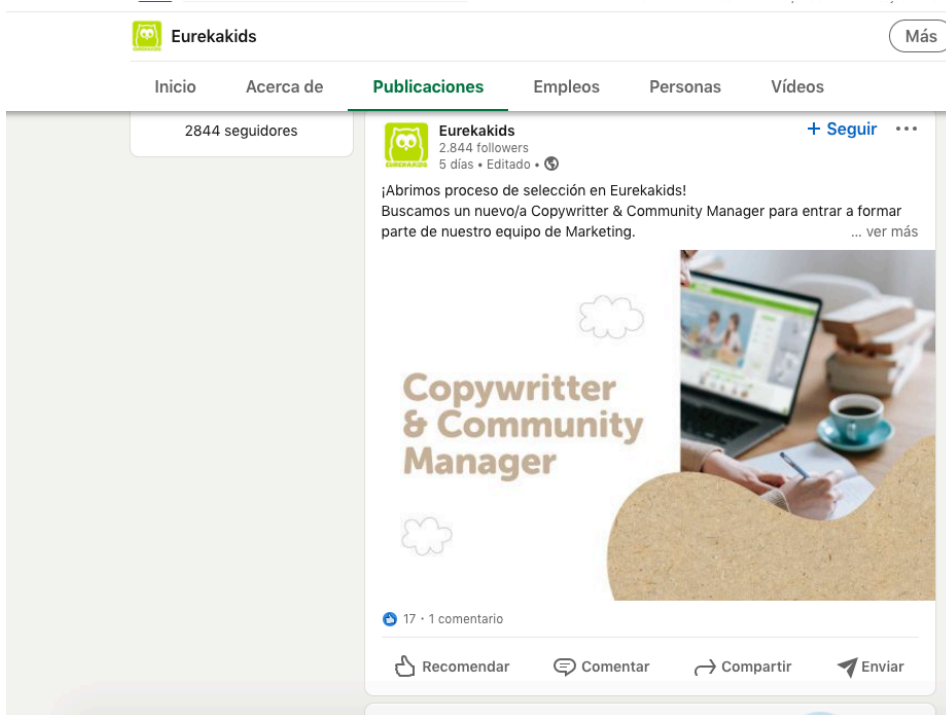 Eurekakids
Más
Inicio Acerca de Publicaciones Empleos Personas Vídeos
2844 seguidores
Eurekakids
+ Seguir
2.844 followers
5 días • Editado •
¡Abrimos proceso de selección en Eurekakids!
Buscamos un nuevo/a Copywritter & Community Manager para entrar a formar
parte de nuestro equipo de Marketing.
... ver más
Copywritter
& Community
Manager
17 · 1 comentario
Recomendar Comentar Compartir Enviar